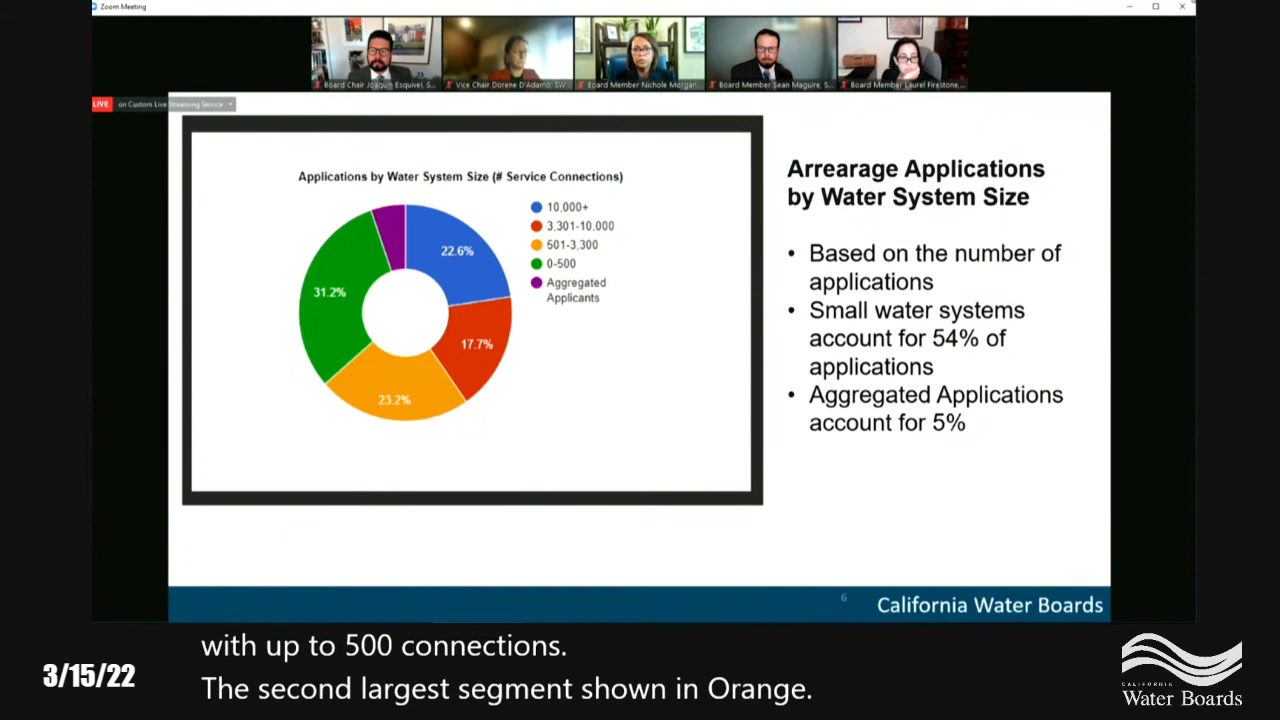 Zoom Meeting
Board Chair Joaquin Esquivel, S...
Vice Chair Dorene D'Adamo, SW...
Board Member Nichole Morgan
Board Member Sean Maguire, S...
Board Member Laurel Firestone,...
LIVE on Custom Live Streaming Service
Applications by Water System Size (# Service Connections)
10,000+
3,301-10,000
501-3,300
0-500
Aggregated
Applicants
22.6%
31.2%
17.7%
23.2%
Arrearage Applications
by Water System Size
• Based on the number of
applications
• Small water systems
account for 54% of
applications
• Aggregated Applications
account for 5%
6
California Water Boards
with up to 500 connections.
The second largest segment shown in Orange.
3/15/22
CALIFORNIA
Water Boards